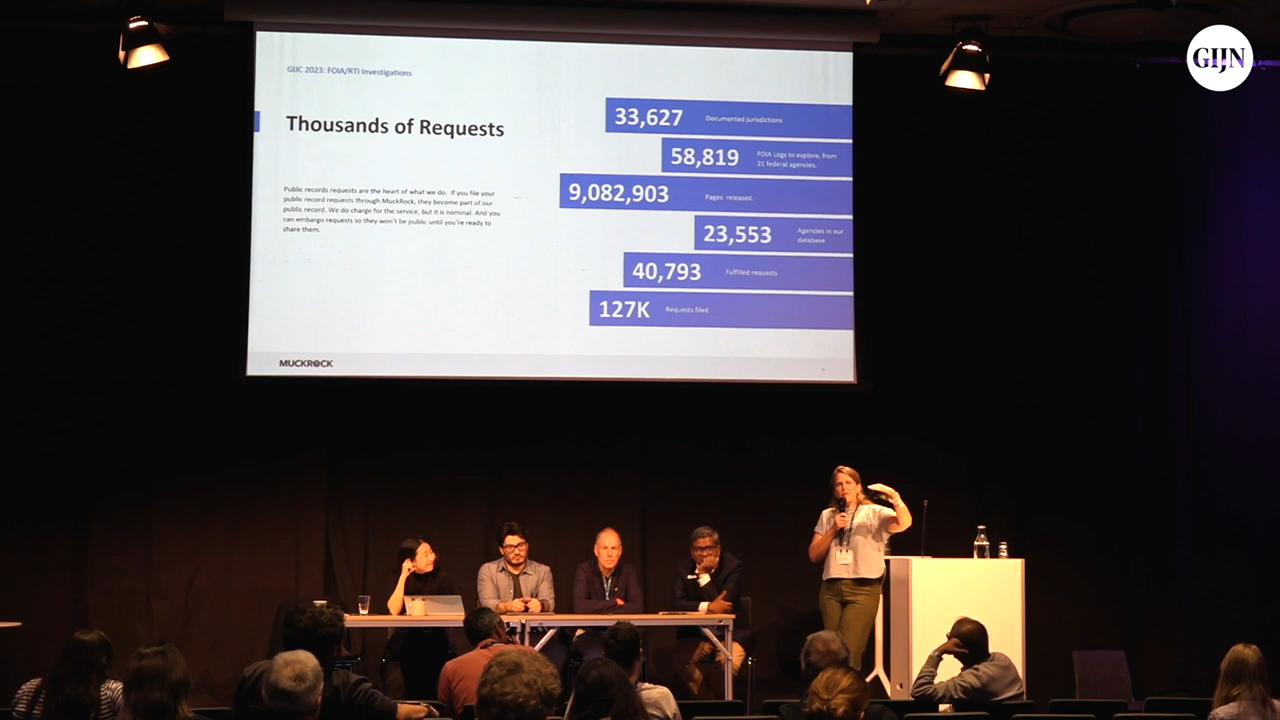 GIJN
GIJC 2023: FOIA/RTI Investigations
Thousands of Requests
Public records requests are the heart of what we do. If you file your
public record requests through MuckRock, they become part of our
public record. We do charge for the service, but it is nominal. And you
can embargo requests so they won't be public until you're ready to
share them.
33,627 Documented jurisdictions
58,819 FOIA Logs to explore, from
21 federal agencies.
9,082,903 Pages released.
23,553 Agencies in our
database
40,793 Fulfilled requests
127K Requests filed
MUCKROCK